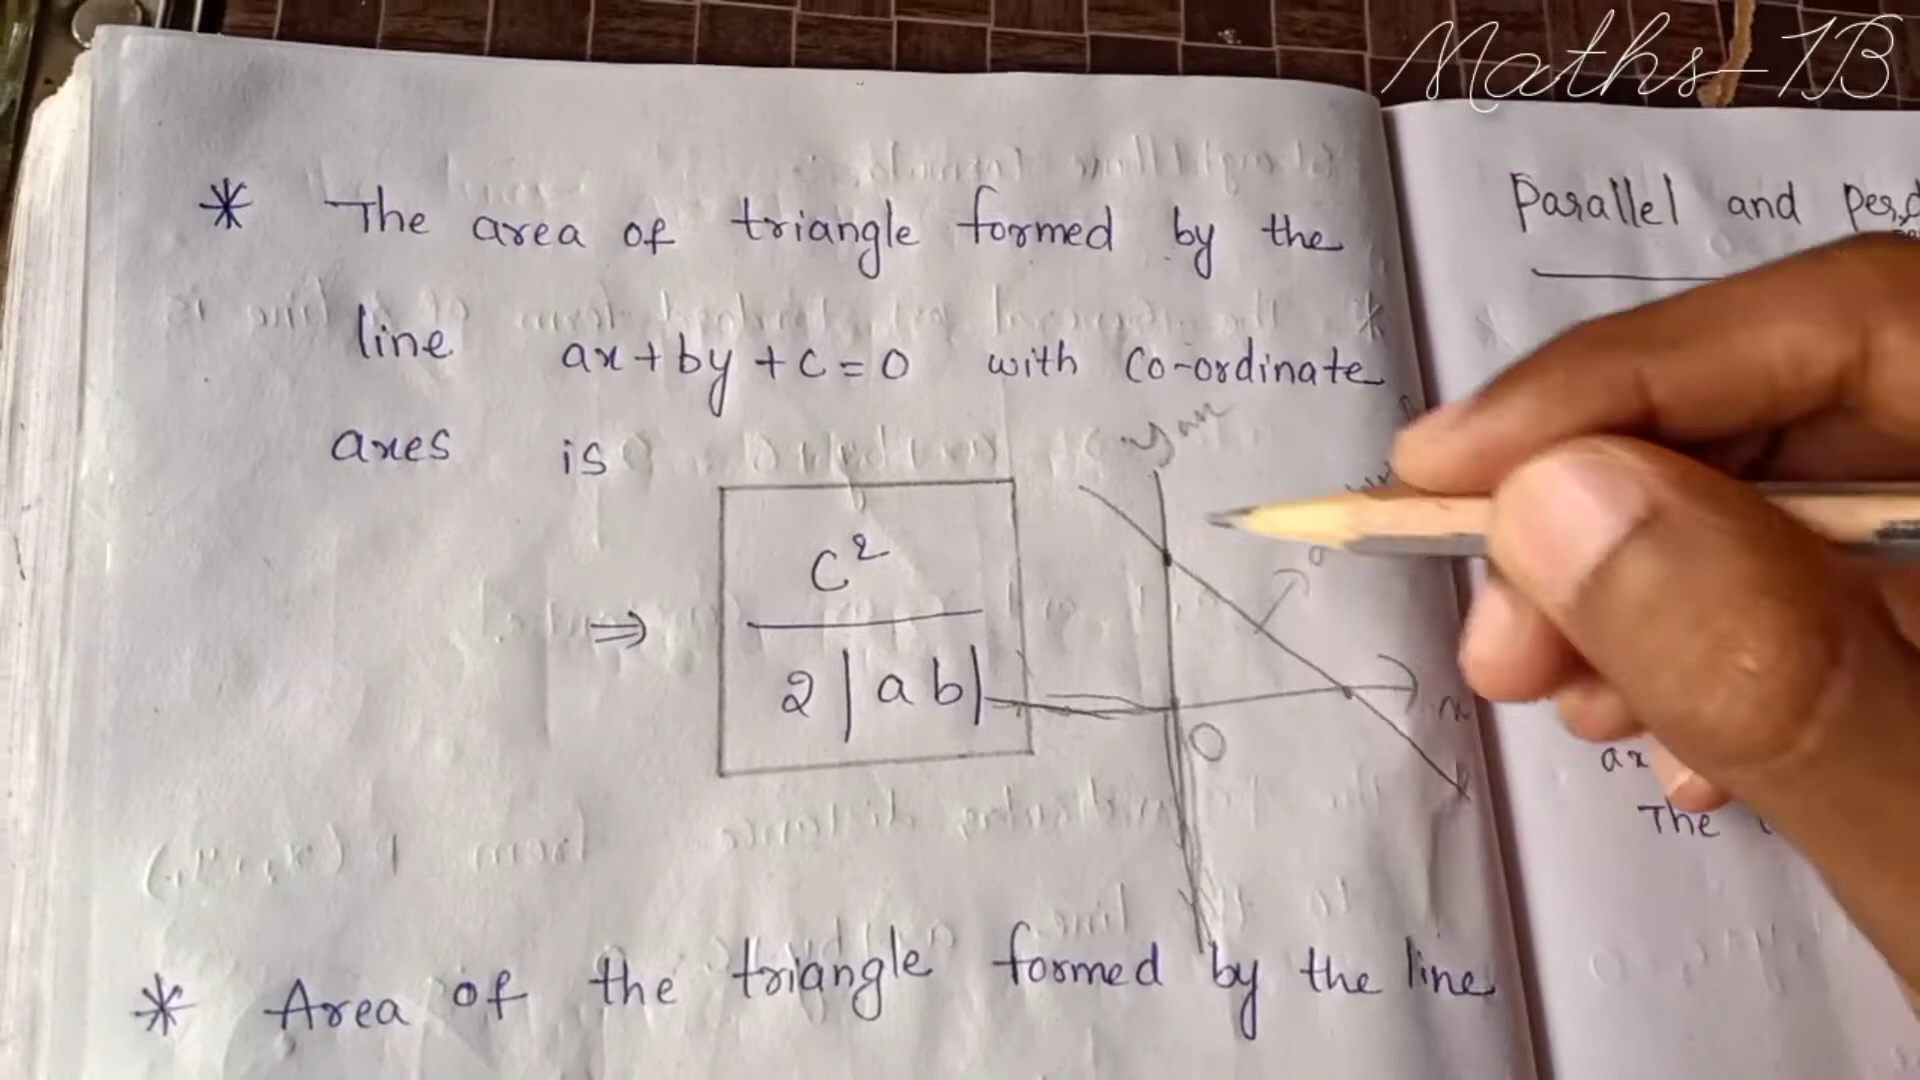 Maths-1B
* The area of triangle formed by the
line ax+by+c=0 with co-ordinate
axes is
⇒ c²
2|ab|
O
* Area of the triangle formed by the line
Parallel and
ax
The